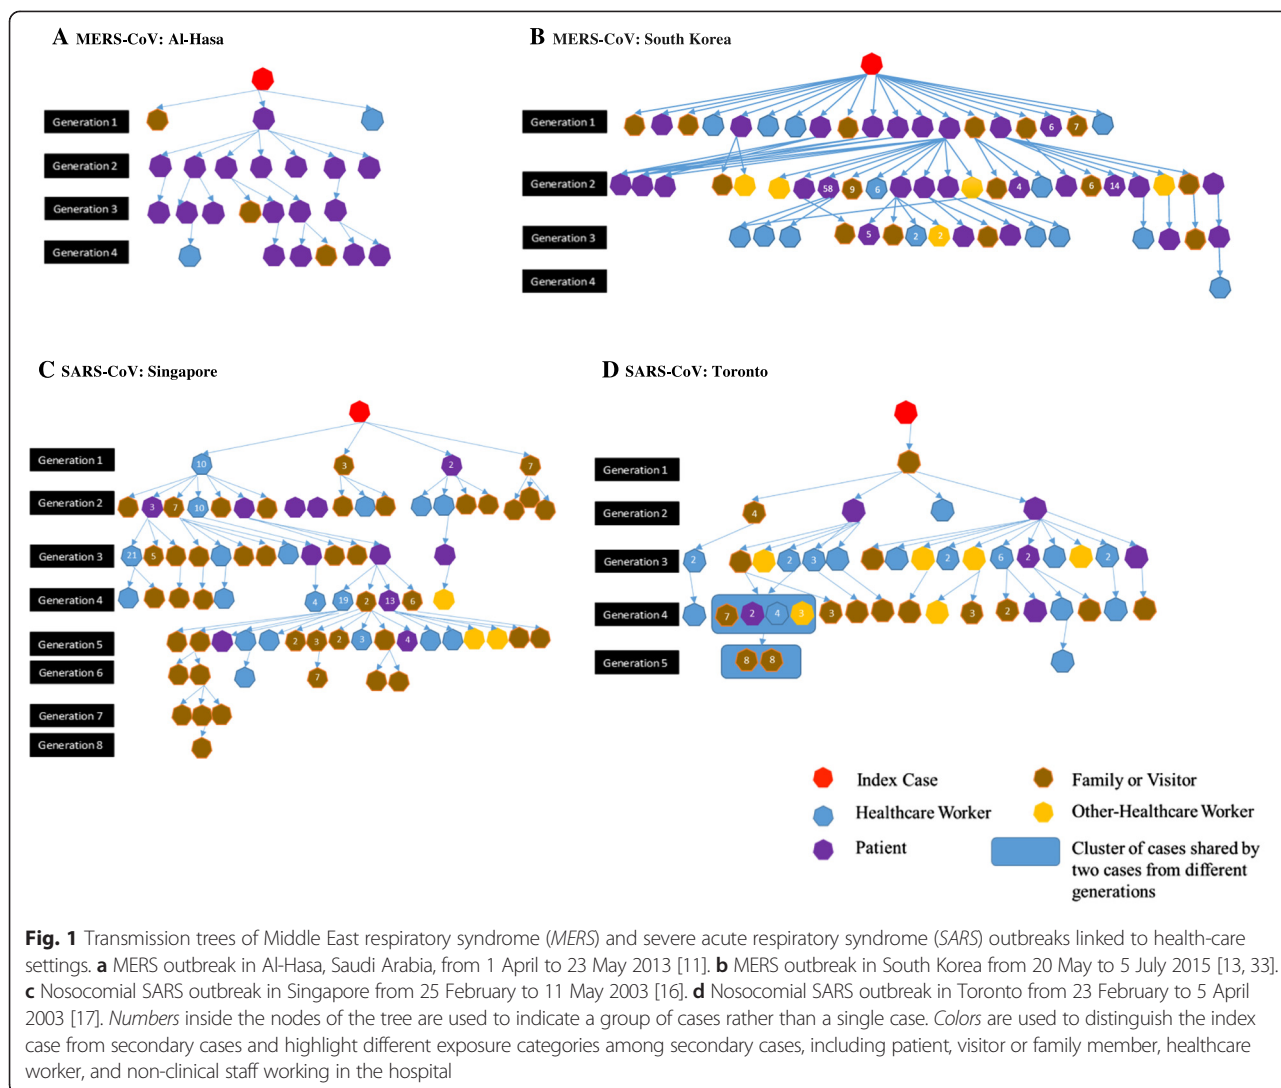 A MERS-CoV: Al-Hasa
Generation 1
Generation 2
Generation 3
Generation 4
B MERS-CoV: South Korea
Generation 1
6 7
Generation 2
58 9 6 4 6 14
Generation 3
5 2 2
Generation 4
C SARS-CoV: Singapore
Generation 1
10 3 2 7
Generation 2
3 7 10
Generation 3
21 5
Generation 4
4 19 2 13 6
Generation 5
2 3 2 3 4
Generation 6
7
Generation 7
Generation 8
D SARS-CoV: Toronto
Generation 1
Generation 2
4
Generation 3
2 2 3 2 6 2 2
Generation 4
7 2 4 3 3 3 2
Generation 5
8 8
Index Case
Family or Visitor
Healthcare Worker
Other-Healthcare Worker
Patient
Cluster of cases shared by
two cases from different
generations
Fig. 1 Transmission trees of Middle East respiratory syndrome (MERS) and severe acute respiratory syndrome (SARS) outbreaks linked to health-care
settings. a MERS outbreak in Al-Hasa, Saudi Arabia, from 1 April to 23 May 2013 [11]. b MERS outbreak in South Korea from 20 May to 5 July 2015 [13, 33].
c Nosocomial SARS outbreak in Singapore from 25 February to 11 May 2003 [16]. d Nosocomial SARS outbreak in Toronto from 23 February to 5 April
2003 [17]. Numbers inside the nodes of the tree are used to indicate a group of cases rather than a single case. Colors are used to distinguish the index
case from secondary cases and highlight different exposure categories among secondary cases, including patient, visitor or family member, healthcare
worker, and non-clinical staff working in the hospital